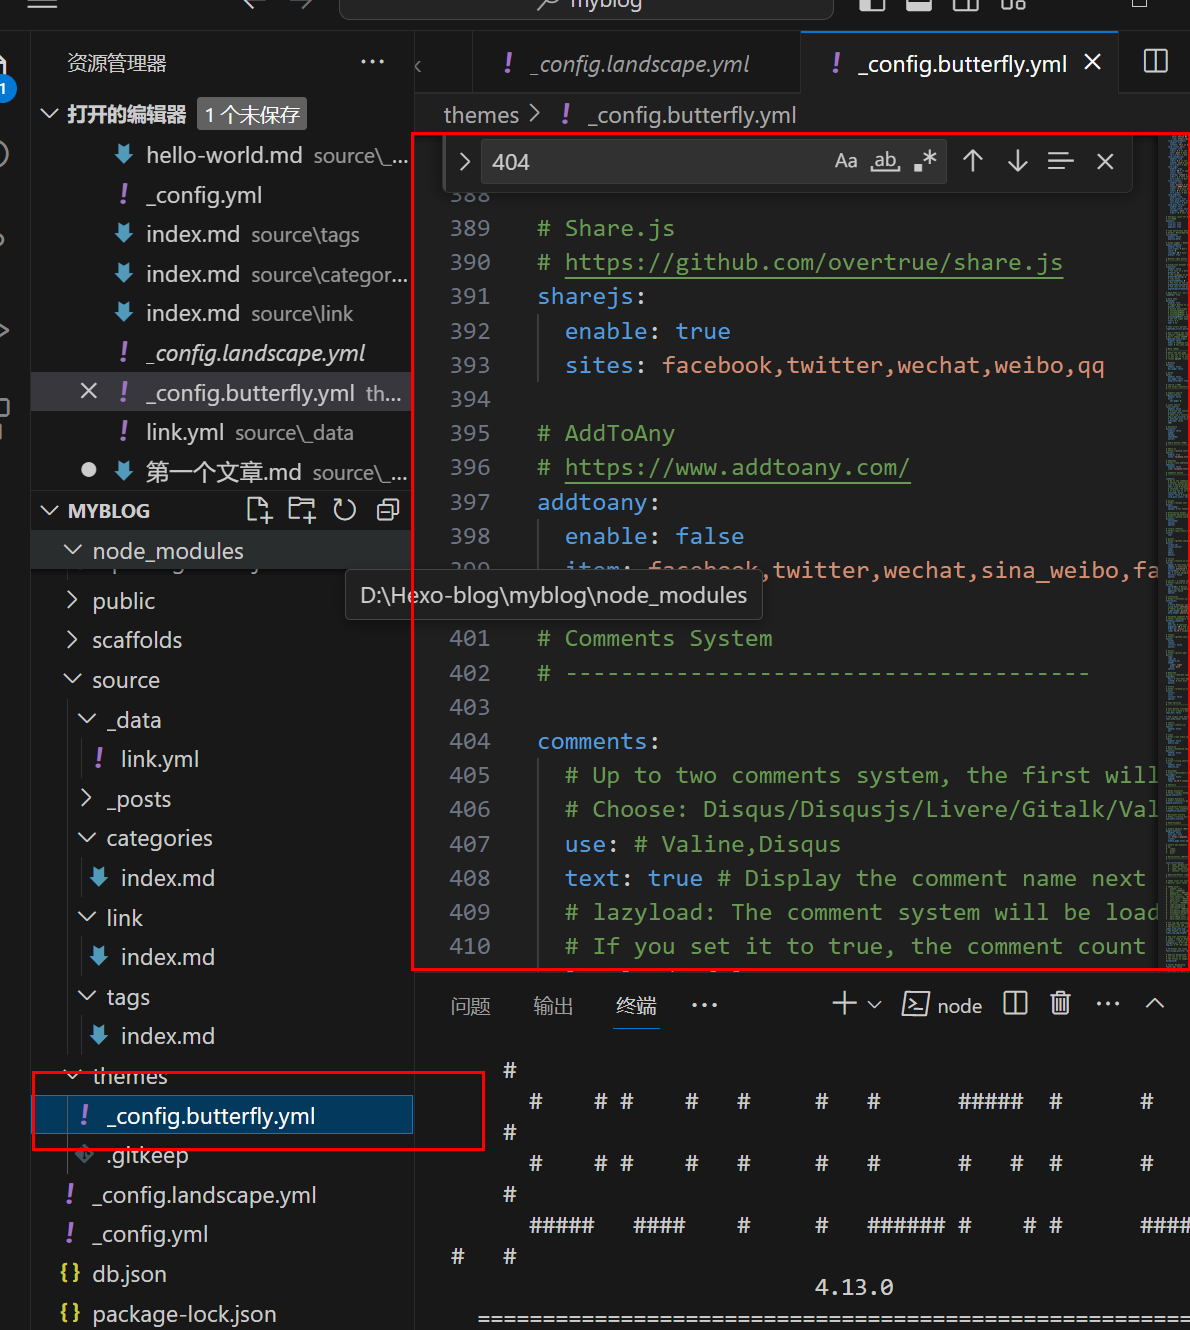 myblog
资源管理器
打开的编辑器 1 个未保存
hello-world.md source\_...
_config.yml
index.md source\tags
index.md source\categor...
index.md source\link
_config.landscape.yml
_config.butterfly.yml th...
link.yml source\_data
第一个文章.md source\_...
MYBLOG
node_modules
public
scaffolds
source
_data
link.yml
_posts
categories
index.md
link
index.md
tags
index.md
themes
_config.butterfly.yml
.gitkeep
_config.landscape.yml
_config.yml
db.json
package-lock.json
1
D:\Hexo-blog\myblog\node_modules
_config.landscape.yml
_config.butterfly.yml
themes > _config.butterfly.yml
404
Aa ab .*
388
389 # Share.js
390 # https://github.com/overtrue/share.js
391 sharejs:
392 enable: true
393 sites: facebook,twitter,wechat,weibo,qq
394
395 # AddToAny
396 # https://www.addtoany.com/
397 addtoany:
398 enable: false
399 item: facebook,twitter,wechat,sina_weibo,fa
401 # Comments System
402 # --------------------------------------
403
404 comments:
405 # Up to two comments system, the first will
406 # Choose: Disqus/Disqusjs/Livere/Gitalk/Val
407 use: # Valine,Disqus
408 text: true # Display the comment name next
409 # lazyload: The comment system will be load
410 # If you set it to true, the comment count
问题 输出 终端
node
#
# # # # # # # ##### # #
#
# # # # # # # # # # #
#
##### #### # # ###### # # # ####
# #
4.13.0
=======================================================